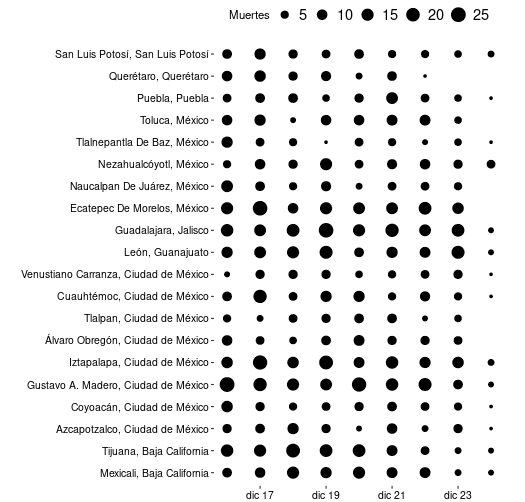 Muertes 5 10 15 20 25
San Luis Potosí, San Luis Potosí
Querétaro, Querétaro
Puebla, Puebla
Toluca, México
Tlalnepantla De Baz, México
Nezahualcóyotl, México
Naucalpan De Juárez, México
Ecatepec De Morelos, México
Guadalajara, Jalisco
León, Guanajuato
Venustiano Carranza, Ciudad de México
Cuauhtémoc, Ciudad de México
Tlalpan, Ciudad de México
Álvaro Obregón, Ciudad de México
Iztapalapa, Ciudad de México
Gustavo A. Madero, Ciudad de México
Coyoacán, Ciudad de México
Azcapotzalco, Ciudad de México
Tijuana, Baja California
Mexicali, Baja California
dic 17 dic 19 dic 21 dic 23